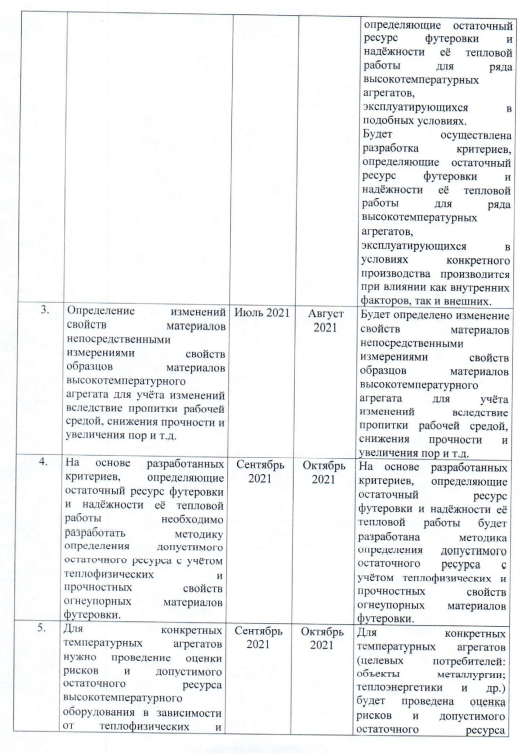 определяющие остаточный
ресурс футеровки и
надёжности её тепловой
работы для ряда
высокотемпературных
агрегатов,
эксплуатирующихся в
подобных условиях.
Будет осуществлена
разработка критериев,
определяющие остаточный
ресурс футеровки и
надёжности её тепловой
работы для ряда
высокотемпературных
агрегатов,
эксплуатирующихся в
условиях конкретного
производства производится
при влиянии как внутренних
факторов, так и внешних.
3.
Определение изменений
свойств материалов
непосредственными
измерениями свойств
образцов материалов
высокотемпературного
агрегата для учёта изменений
вследствие пропитки рабочей
средой, снижения прочности и
увеличения пор и т.д.
Июль 2021
Август
2021
Будет определено изменение
свойств материалов
непосредственными
измерениями свойств
образцов материалов
высокотемпературного
агрегата для учёта
изменений вследствие
пропитки рабочей средой,
снижения прочности и
увеличения пор и т.д.
4.
На основе разработанных
критериев, определяющие
остаточный ресурс футеровки
и надёжности её тепловой
работы необходимо
разработать методику
определения допустимого
остаточного ресурса с учётом
теплофизических и
прочностных свойств
огнеупорных материалов
футеровки.
Сентябрь
2021
Октябрь
2021
На основе разработанных
критериев, определяющие
остаточный ресурс
футеровки и надёжности её
тепловой работы будет
разработана методика
определения допустимого
остаточного ресурса с
учётом теплофизических и
прочностных свойств
огнеупорных материалов
футеровки.
5.
Для конкретных
температурных агрегатов
нужно проведение оценки
рисков и допустимого
остаточного ресурса
высокотемпературного
оборудования в зависимости
от теплофизических и
Сентябрь
2021
Октябрь
2021
Для конкретных
температурных агрегатов
(целевых потребителей:
объекты металлургии;
теплоэнергетики и др.)
будет проведена оценка
рисков и допустимого
остаточного ресурса